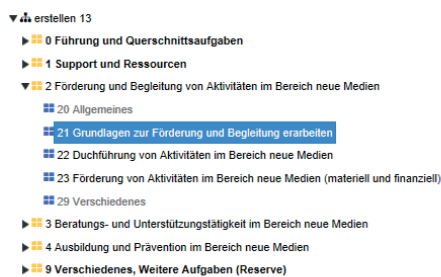 erstellen 13
0 Führung und Querschnittsaufgaben
1 Support und Ressourcen
2 Förderung und Begleitung von Aktivitäten im Bereich neue Medien
20 Allgemeines
21 Grundlagen zur Förderung und Begleitung erarbeiten
22 Duchführung von Aktivitäten im Bereich neue Medien
23 Förderung von Aktivitäten im Bereich neue Medien (materiell und finanziell)
29 Verschiedenes
3 Beratungs- und Unterstützungstätigkeit im Bereich neue Medien
4 Ausbildung und Prävention im Bereich neue Medien
9 Verschiedenes, Weitere Aufgaben (Reserve)